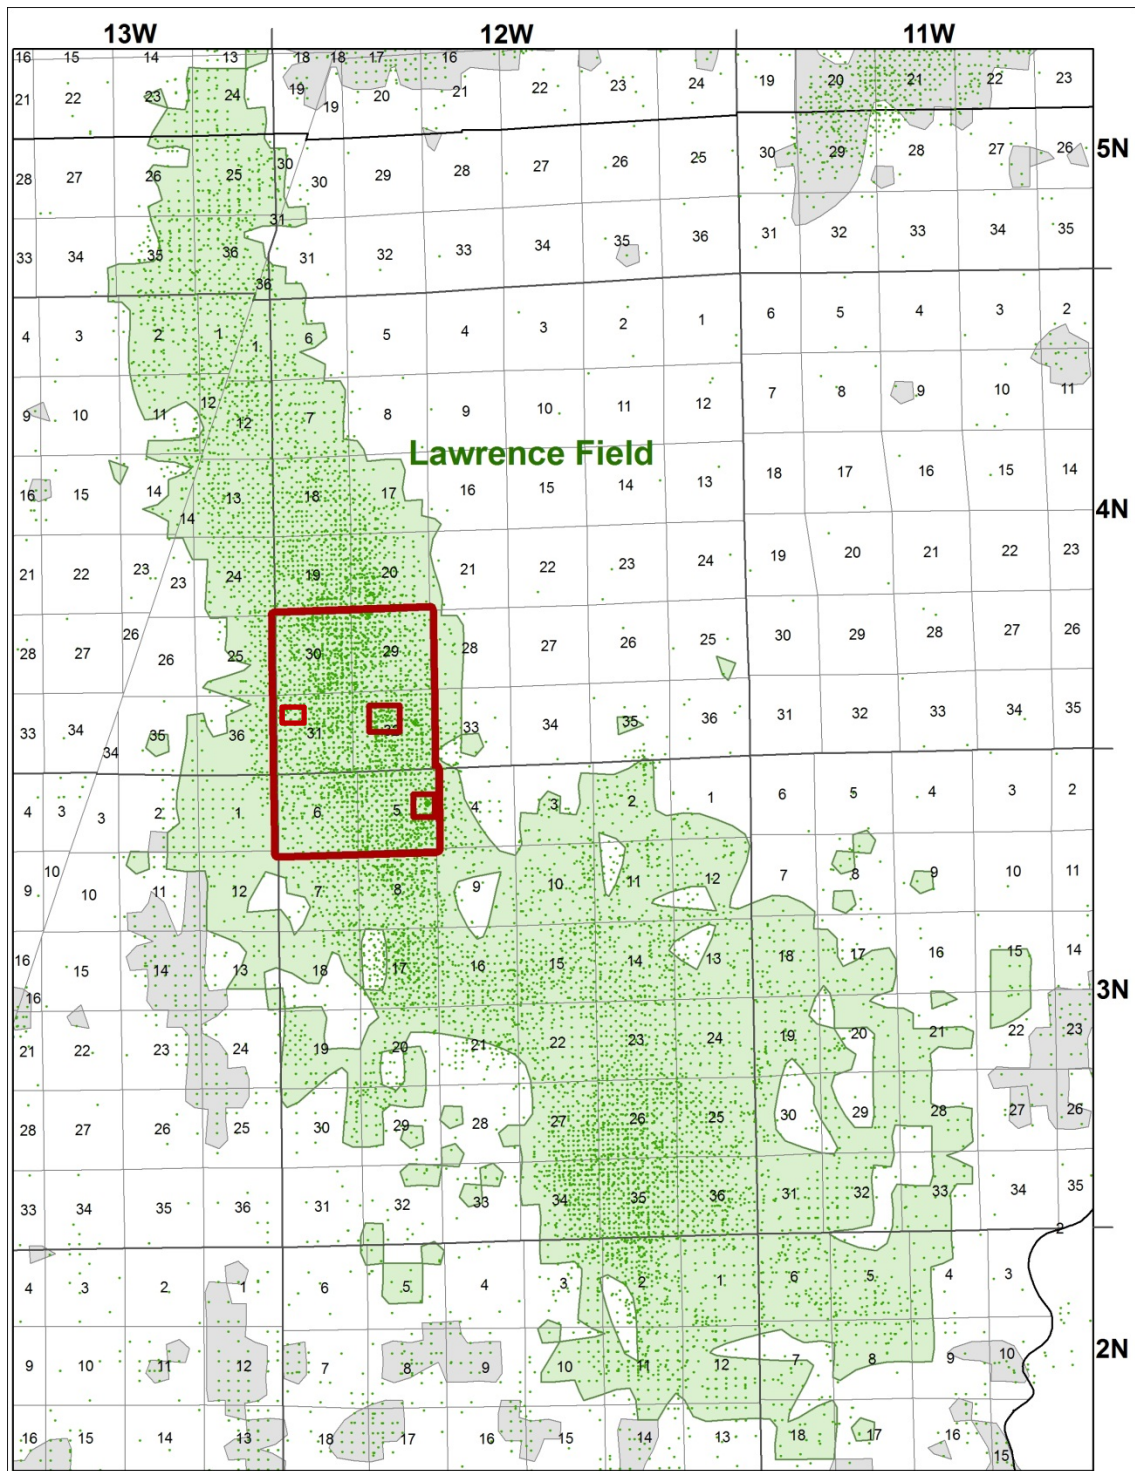 13W 12W 11W
16 15 14 13 18 18 17 16
21 22 23 24 19 19 20 21 22 23 24 19 20 21 22 23
28 27 26 25 30 30 29 28 27 26 25 30 29 28 27 26 5N
33 34 35 36 31 31 32 33 34 35 36 31 32 33 34 35
36
4 3 2 1 1 6 5 4 3 2 1 6 5 4 3 2
9 10 11 12 12 7 8 9 10 11 12 7 8 9 10 11
Lawrence Field
16 15 14 13 18 17 16 15 14 13 18 17 16 15 14
14 4N
21 22 23 23 24 19 20 21 22 23 24 19 20 21 22 23
28 27 26 26 25 30 29 28 27 26 25 30 29 28 27 26
33 34 34 35 36 31 32 33 34 35 36 31 32 33 34 35
4 3 3 2 1 6 5 4 3 2 1 6 5 4 3 2
10
9 10 11 12 7 8 9 10 11 12 7 8 9 10 11
16 15 14 13 18 17 16 15 14 13 18 17 16 15 14
16 3N
21 22 23 24 19 20 21 22 23 24 19 20 21 22 23
28 27 26 25 30 29 28 27 26 25 30 29 28 27 26
33 34 35 36 31 32 33 34 35 36 31 32 33 34 35
2
4 3 2 1 6 5 4 3 2 1 6 5 4 3
9 10 11 12 7 8 9 10 11 12 7 8 9 10 2N
16 15 14 13 18 17 16 15 14 13 18 17 16 15